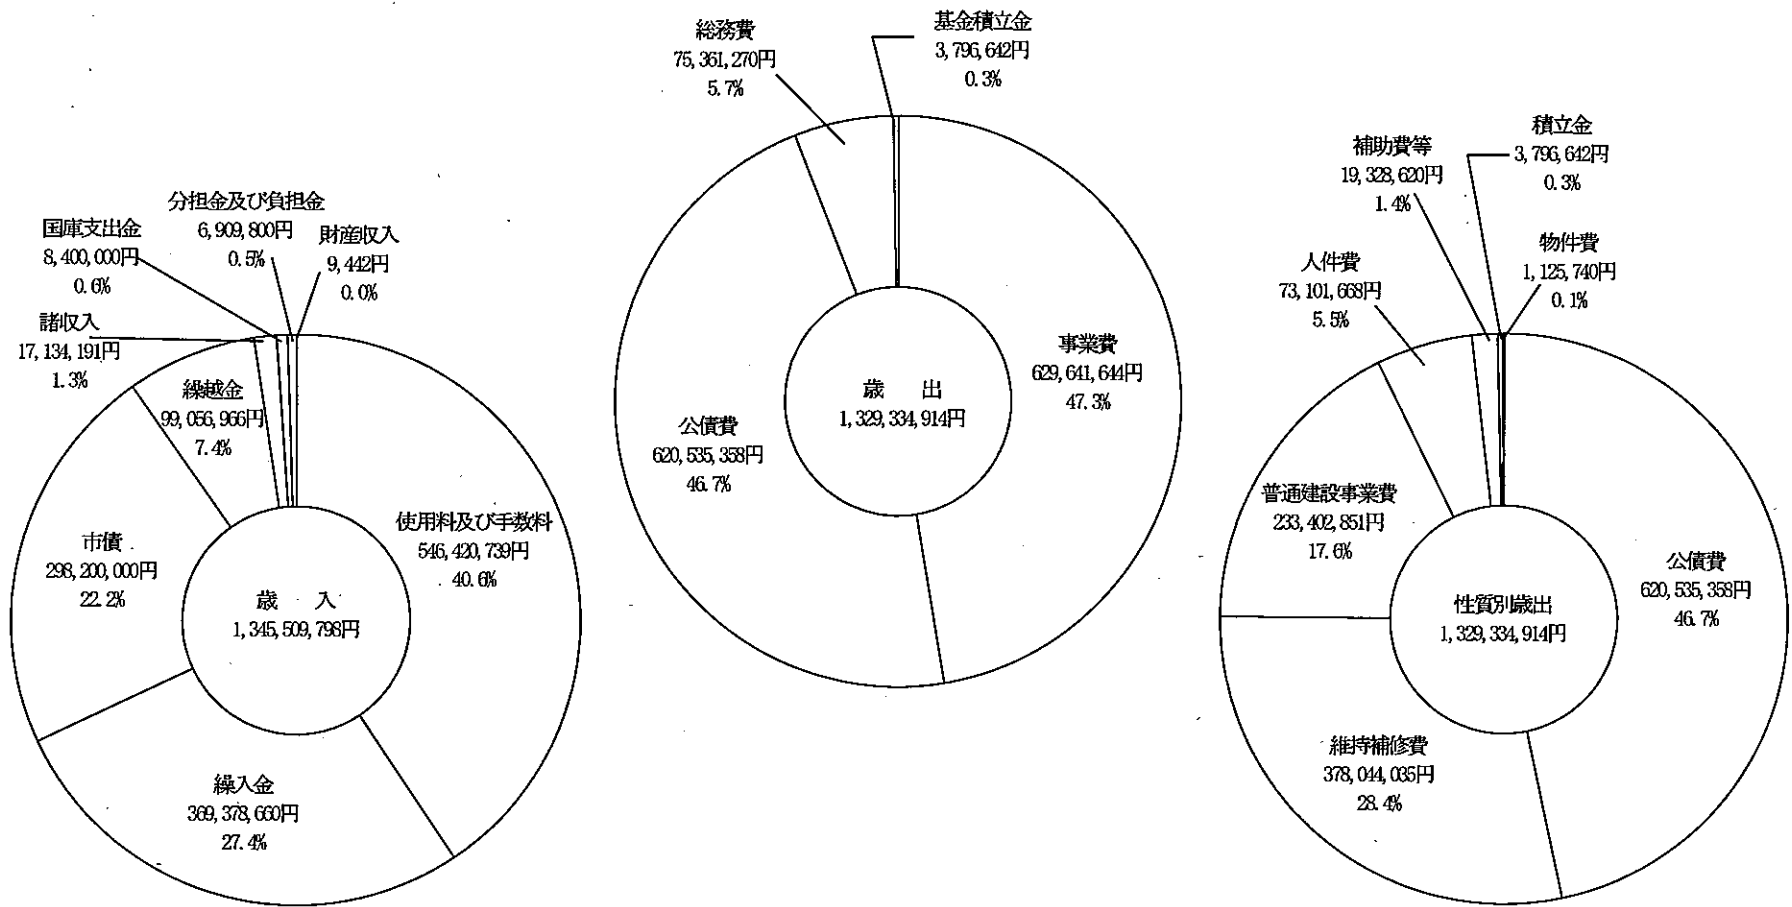 総務費
75,361,270円
5.7%
基金積立金
3,796,642円
0.3%
事業費
629,641,644円
47.3%
公債費
620,535,358円
46.7%
歳　出
1,329,334,914円
分担金及び負担金
6,909,800円
0.5%
国庫支出金
8,400,000円
0.6%
財産収入
9,442円
0.0%
諸収入
17,134,191円
1.3%
繰越金
99,056,966円
7.4%
使用料及び手数料
546,420,739円
40.6%
市債
298,200,000円
22.2%
歳　入
1,345,509,798円
繰入金
369,378,660円
27.4%
積立金
3,796,642円
0.3%
補助費等
19,328,620円
1.4%
物件費
1,125,740円
0.1%
人件費
73,101,668円
5.5%
普通建設事業費
233,402,851円
17.6%
公債費
620,535,358円
46.7%
性質別歳出
1,329,334,914円
維持補修費
378,044,035円
28.4%